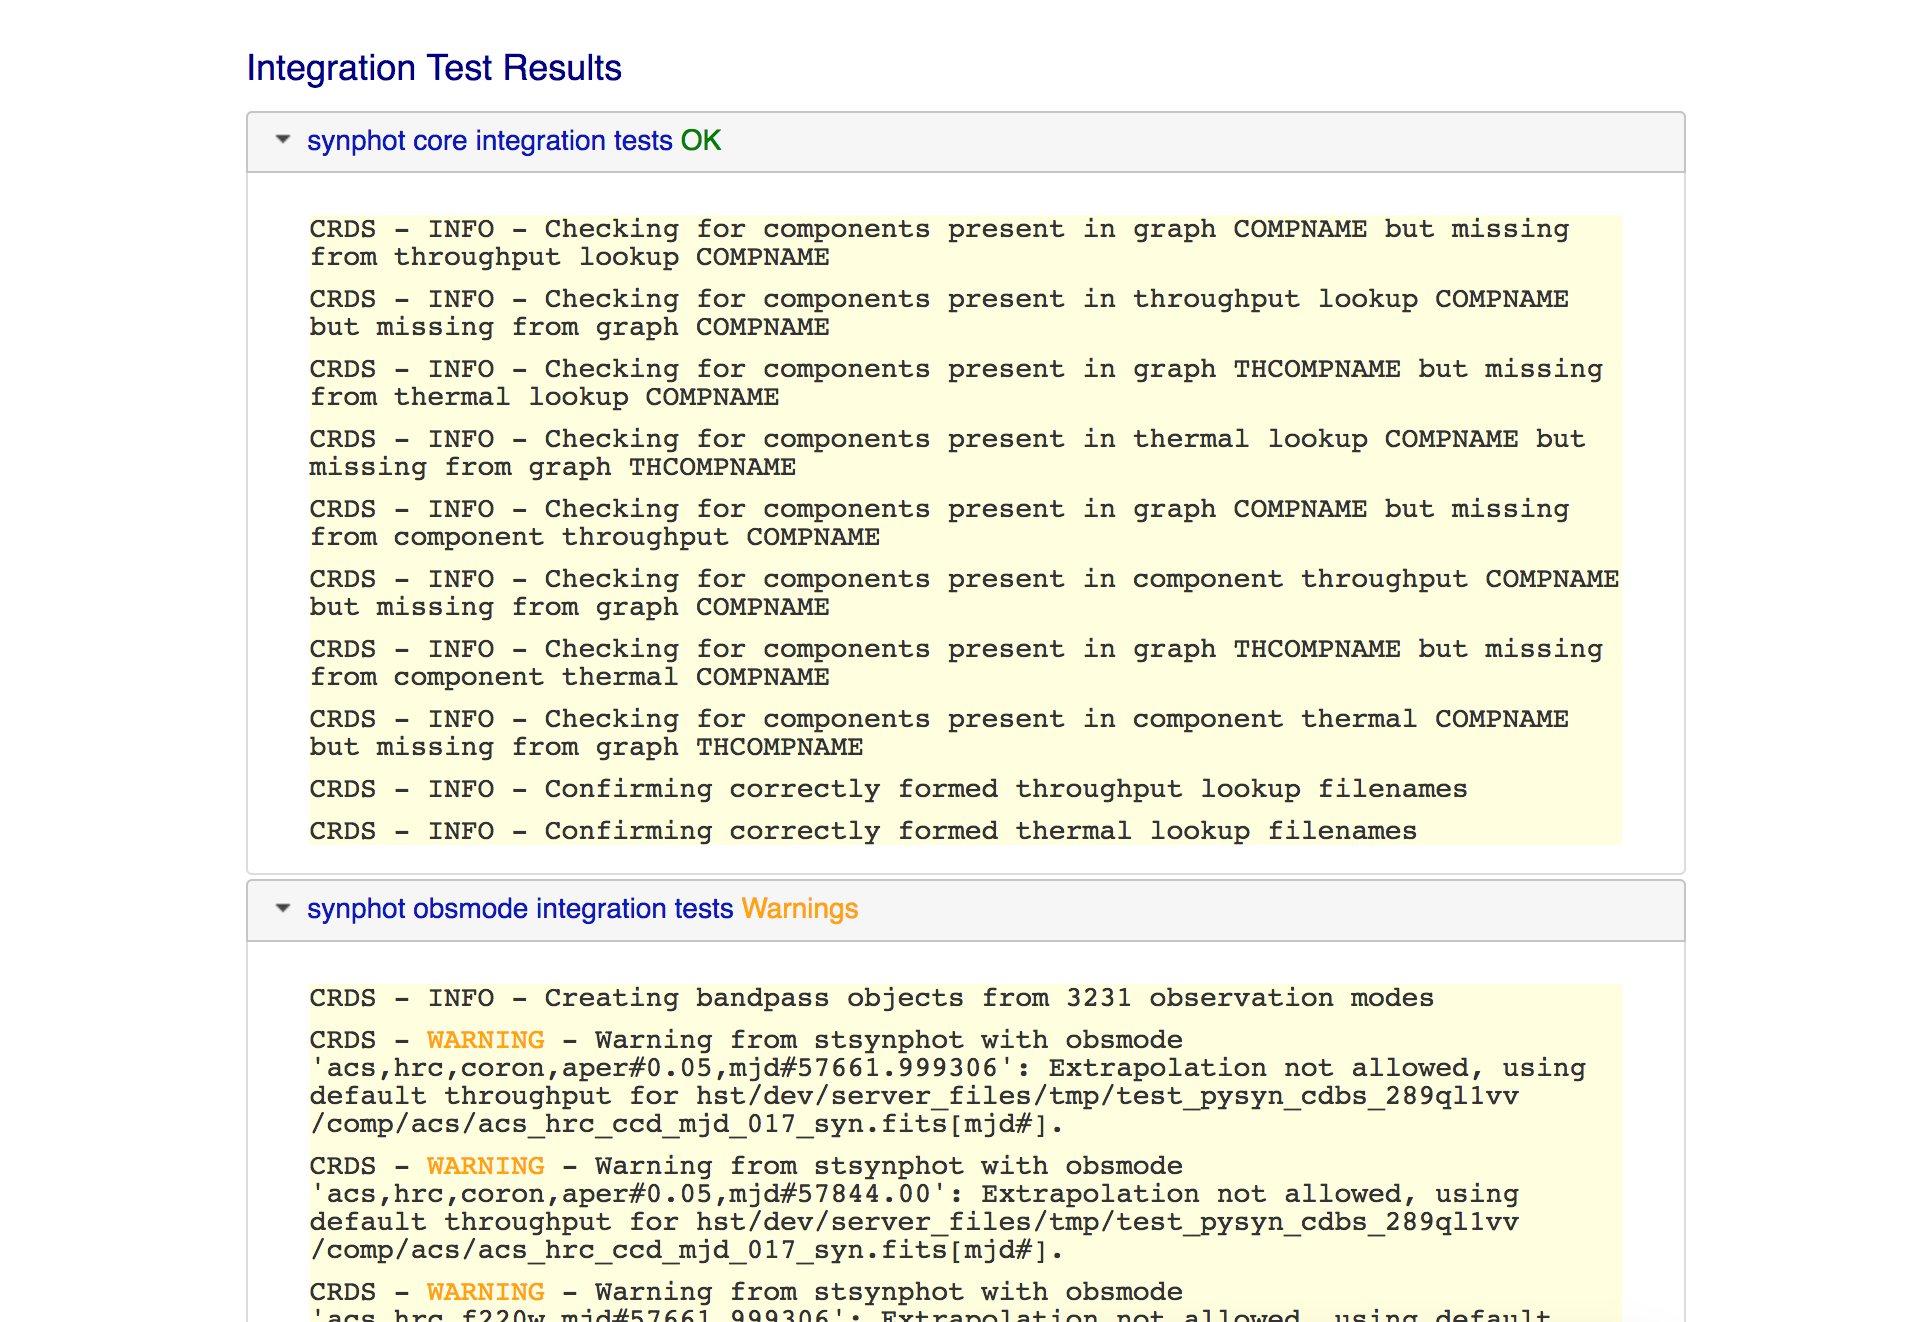 Integration Test Results
synphot core integration tests OK
CRDS - INFO - Checking for components present in graph COMPNAME but missing
from throughput lookup COMPNAME
CRDS - INFO - Checking for components present in throughput lookup COMPNAME
but missing from graph COMPNAME
CRDS - INFO - Checking for components present in graph THCOMPNAME but missing
from thermal lookup COMPNAME
CRDS - INFO - Checking for components present in thermal lookup COMPNAME but
missing from graph THCOMPNAME
CRDS - INFO - Checking for components present in graph COMPNAME but missing
from component throughput COMPNAME
CRDS - INFO - Checking for components present in component throughput COMPNAME
but missing from graph COMPNAME
CRDS - INFO - Checking for components present in graph THCOMPNAME but missing
from component thermal COMPNAME
CRDS - INFO - Checking for components present in component thermal COMPNAME
but missing from graph THCOMPNAME
CRDS - INFO - Confirming correctly formed throughput lookup filenames
CRDS - INFO - Confirming correctly formed thermal lookup filenames
synphot obsmode integration tests Warnings
CRDS - INFO - Creating bandpass objects from 3231 observation modes
CRDS - WARNING - Warning from stsynphot with obsmode
'acs,hrc,coron,aper#0.05,mjd#57661.999306': Extrapolation not allowed, using
default throughput for hst/dev/server_files/tmp/test_pysyn_cdbs_289ql1vv
/comp/acs/acs_hrc_ccd_mjd_017_syn.fits[mjd#].
CRDS - WARNING - Warning from stsynphot with obsmode
'acs,hrc,coron,aper#0.05,mjd#57844.00': Extrapolation not allowed, using
default throughput for hst/dev/server_files/tmp/test_pysyn_cdbs_289ql1vv
/comp/acs/acs_hrc_ccd_mjd_017_syn.fits[mjd#].
CRDS - WARNING - Warning from stsynphot with obsmode
'acs,hrc,f220w,mjd#57661.999306': Extrapolation not allowed, using default